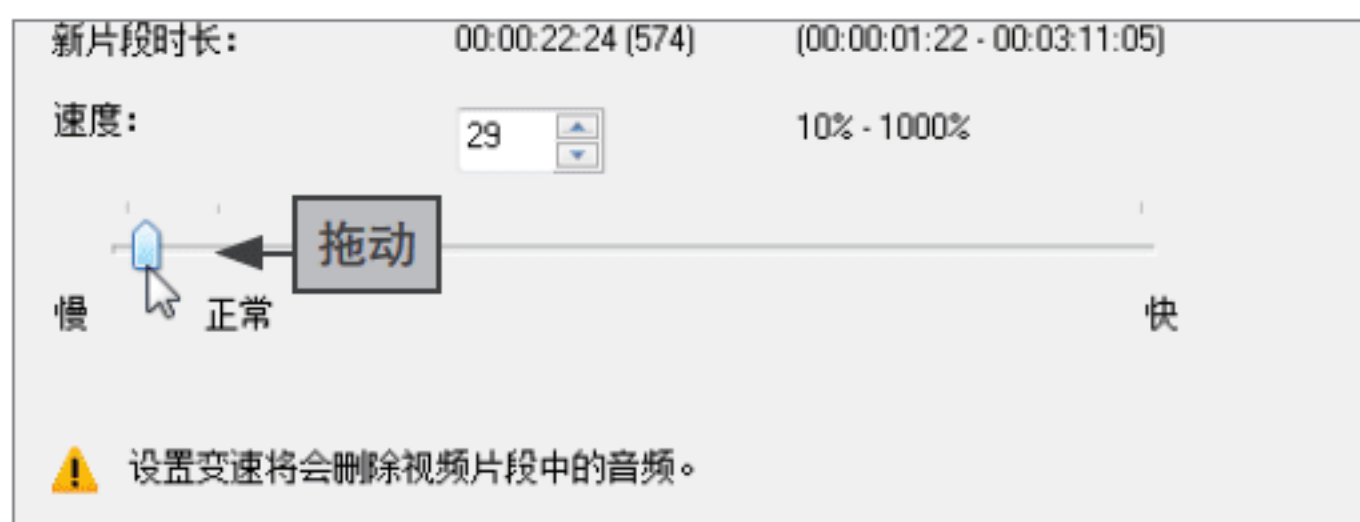 新片段时长： 00:00:22:24 (574) (00:00:01:22 - 00:03:11:05)
速度： 29 10% - 1000%
拖动
慢 正常 快
设置变速将会删除视频片段中的音频。